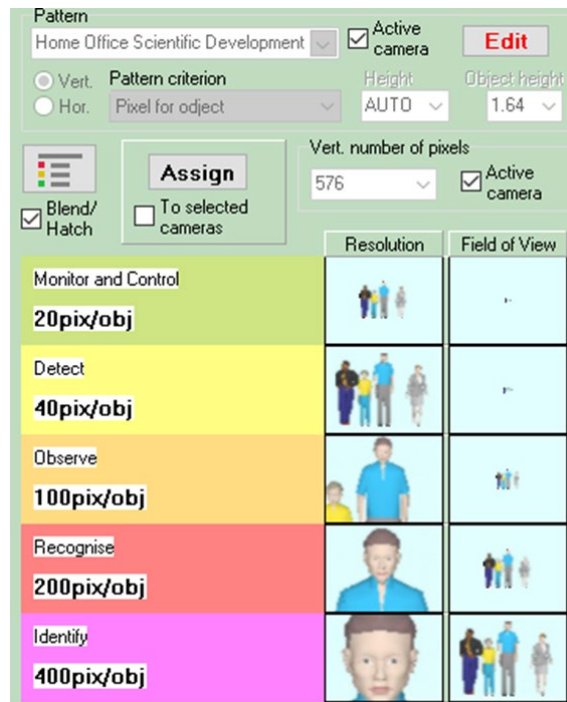 Pattern
Home Office Scientific Development
Active
camera
Edit
Vert.
Hor.
Pattern criterion
Height
Object height
Pixel for odject
AUTO
1.64
Assign
Vert. number of pixels
576
Active
camera
Blend/
Hatch
To selected
cameras
Resolution
Field of View
Monitor and Control
20pix/obj
Detect
40pix/obj
Observe
100pix/obj
Recognise
200pix/obj
Identify
400pix/obj